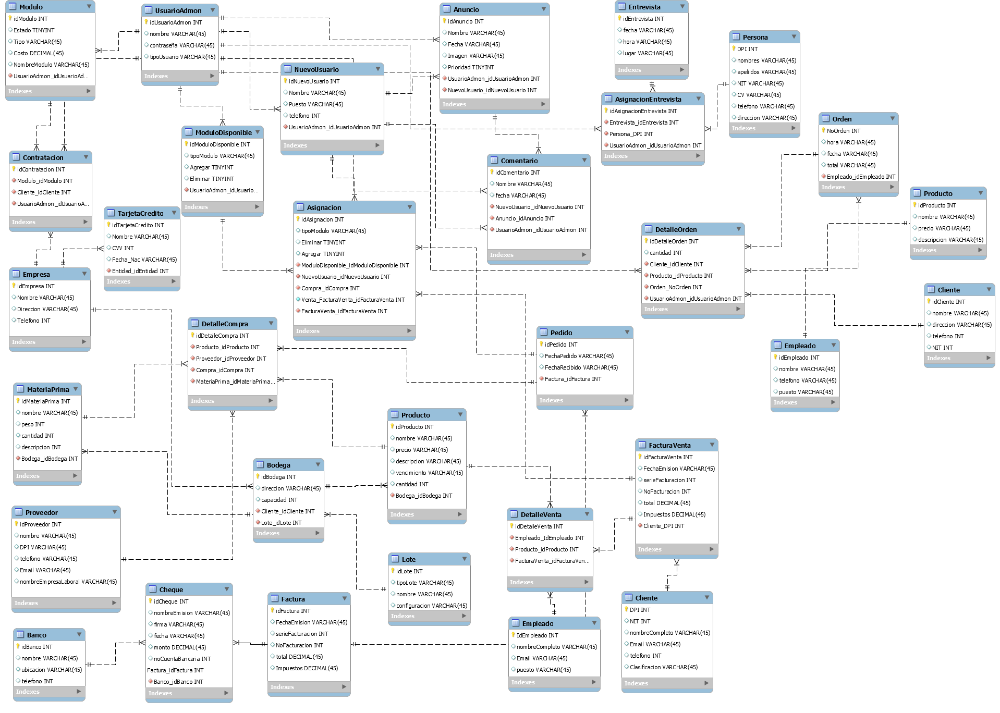 Modulo
idModulo INT
Estado TINYINT
Tipo VARCHAR(45)
Costo DECIMAL(45)
NombreModulo VARCHAR(45)
UsuarioAdmon_idUsuarioAd...
Indexes
UsuarioAdmon
idUsuarioAdmon INT
nombre VARCHAR(45)
contraseña VARCHAR(45)
tipoUsuario VARCHAR(45)
Indexes
NuevoUsuario
idNuevoUsuario INT
Nombre VARCHAR(45)
Puesto VARCHAR(45)
telefono INT
UsuarioAdmon_idUsuarioAdmon INT
Indexes
Anuncio
idAnuncio INT
Nombre VARCHAR(45)
Fecha VARCHAR(45)
Imagen VARCHAR(45)
Prioridad TINYINT
UsuarioAdmon_idUsuarioAdmon INT
NuevoUsuario_idNuevoUsuario INT
Indexes
Entrevista
idEntrevista INT
fecha VARCHAR(45)
hora VARCHAR(45)
lugar VARCHAR(45)
Indexes
Persona
DPI INT
nombres VARCHAR(45)
apeliidos VARCHAR(45)
NIT VARCHAR(45)
CV VARCHAR(45)
telefono VARCHAR(45)
direccion VARCHAR(45)
Indexes
AsignacionEntrevista
idAsignacionEntrevista INT
Entrevista_idEntrevista INT
Persona_DPI INT
UsuarioAdmon_idUsuarioAdmon INT
Indexes
Orden
NoOrden INT
hora VARCHAR(45)
fecha VARCHAR(45)
total VARCHAR(45)
Empleado_idEmpleado INT
Indexes
ModuloDisponible
idModuloDisponible INT
tipoModulo VARCHAR(45)
Agregar TINYINT
Eliminar TINYINT
UsuarioAdmon_idUsuario...
Indexes
Contratacion
idContratacion INT
Modulo_idModulo INT
Cliente_idCliente INT
UsuarioAdmon_idUsuarioA...
Indexes
Comentario
idComentario INT
Nombre VARCHAR(45)
fecha VARCHAR(45)
NuevoUsuario_idNuevoUsuario INT
Anuncio_idAnuncio INT
UsuarioAdmon_idUsuarioAdmon INT
Indexes
Producto
idProducto INT
nombre VARCHAR(45)
precio VARCHAR(45)
descripcion VARCHAR(45)
Indexes
TarjetaCredito
idTarjetaCredito INT
Nombre VARCHAR(45)
CVV INT
Fecha_Nac VARCHAR(45)
Entidad_idEntidad INT
Indexes
Asignacion
idAsignacion INT
tipoModulo VARCHAR(45)
Eliminar TINYINT
Agregar TINYINT
ModuloDisponible_idModuloDisponible INT
NuevoUsuario_idNuevoUsuario INT
Compra_idCompra INT
Venta_FacturaVenta_idFacturaVenta INT
FacturaVenta_idFacturaVenta INT
Indexes
DetalleOrden
idDetalleOrden INT
cantidad INT
Cliente_idCliente INT
Producto_idProducto INT
Orden_NoOrden INT
UsuarioAdmon_idUsuarioAdmon INT
Indexes
Empresa
idEmpresa INT
Nombre VARCHAR(45)
Direccion VARCHAR(45)
Telefono INT
Indexes
Cliente
idCliente INT
nombre VARCHAR(45)
direccion VARCHAR(45)
telefono INT
NIT INT
Indexes
DetalleCompra
idDetalleCompra INT
Producto_idProducto INT
Proveedor_idProveedor INT
Compra_idCompra INT
MateriaPrima_idMateriaPrima...
Indexes
Pedido
idPedido INT
FechaPedido VARCHAR(45)
FechaRecibido VARCHAR(45)
Factura_idFactura INT
Indexes
Empleado
idEmpleado INT
nombre VARCHAR(45)
telefono VARCHAR(45)
puesto VARCHAR(45)
Indexes
MateriaPrima
idMateriaPrima INT
nombre VARCHAR(45)
peso INT
cantidad INT
descripcion INT
Bodega_idBodega INT
Indexes
Producto
idProducto INT
nombre VARCHAR(45)
precio VARCHAR(45)
descripcion VARCHAR(45)
vencimiento VARCHAR(45)
cantidad INT
Bodega_idBodega INT
Indexes
FacturaVenta
idFacturaVenta INT
FechaEmision VARCHAR(45)
serieFacturacion INT
NoFacturacion INT
total DECIMAL(45)
Impuestos DECIMAL(45)
Cliente_DPI INT
Indexes
Bodega
idBodega INT
direccion VARCHAR(45)
capacidad INT
Cliente_idCliente INT
Lote_idLote INT
Indexes
Proveedor
idProveedor INT
nombre VARCHAR(45)
DPI VARCHAR(45)
telefono VARCHAR(45)
Email VARCHAR(45)
nombreEmpresaLaboral VARCHAR(45)
Indexes
DetalleVenta
idDetalleVenta INT
Empleado_IdEmpleado INT
Producto_idProducto INT
FacturaVenta_idFacturaVen...
Indexes
Lote
idLote INT
tipoLote VARCHAR(45)
nombre VARCHAR(45)
configuracion VARCHAR(45)
Indexes
Cheque
idCheque INT
nombreEmision VARCHAR(45)
firma VARCHAR(45)
fecha VARCHAR(45)
monto DECIMAL(45)
noCuentaBancaria INT
Factura_idFactura INT
Banco_idBanco INT
Indexes
Factura
idFactura INT
FechaEmision VARCHAR(45)
serieFacturacion INT
NoFacturacion INT
total DECIMAL(45)
Impuestos DECIMAL(45)
Indexes
Cliente
DPI INT
NIT INT
nombreCompleto VARCHAR(45)
Email VARCHAR(45)
telefono INT
Clasificacion VARCHAR(45)
Indexes
Empleado
IdEmpleado INT
nombreCompleto VARCHAR(45)
Email VARCHAR(45)
puesto VARCHAR(45)
Indexes
Banco
idBanco INT
nombre VARCHAR(45)
ubicacion VARCHAR(45)
telefono INT
Indexes